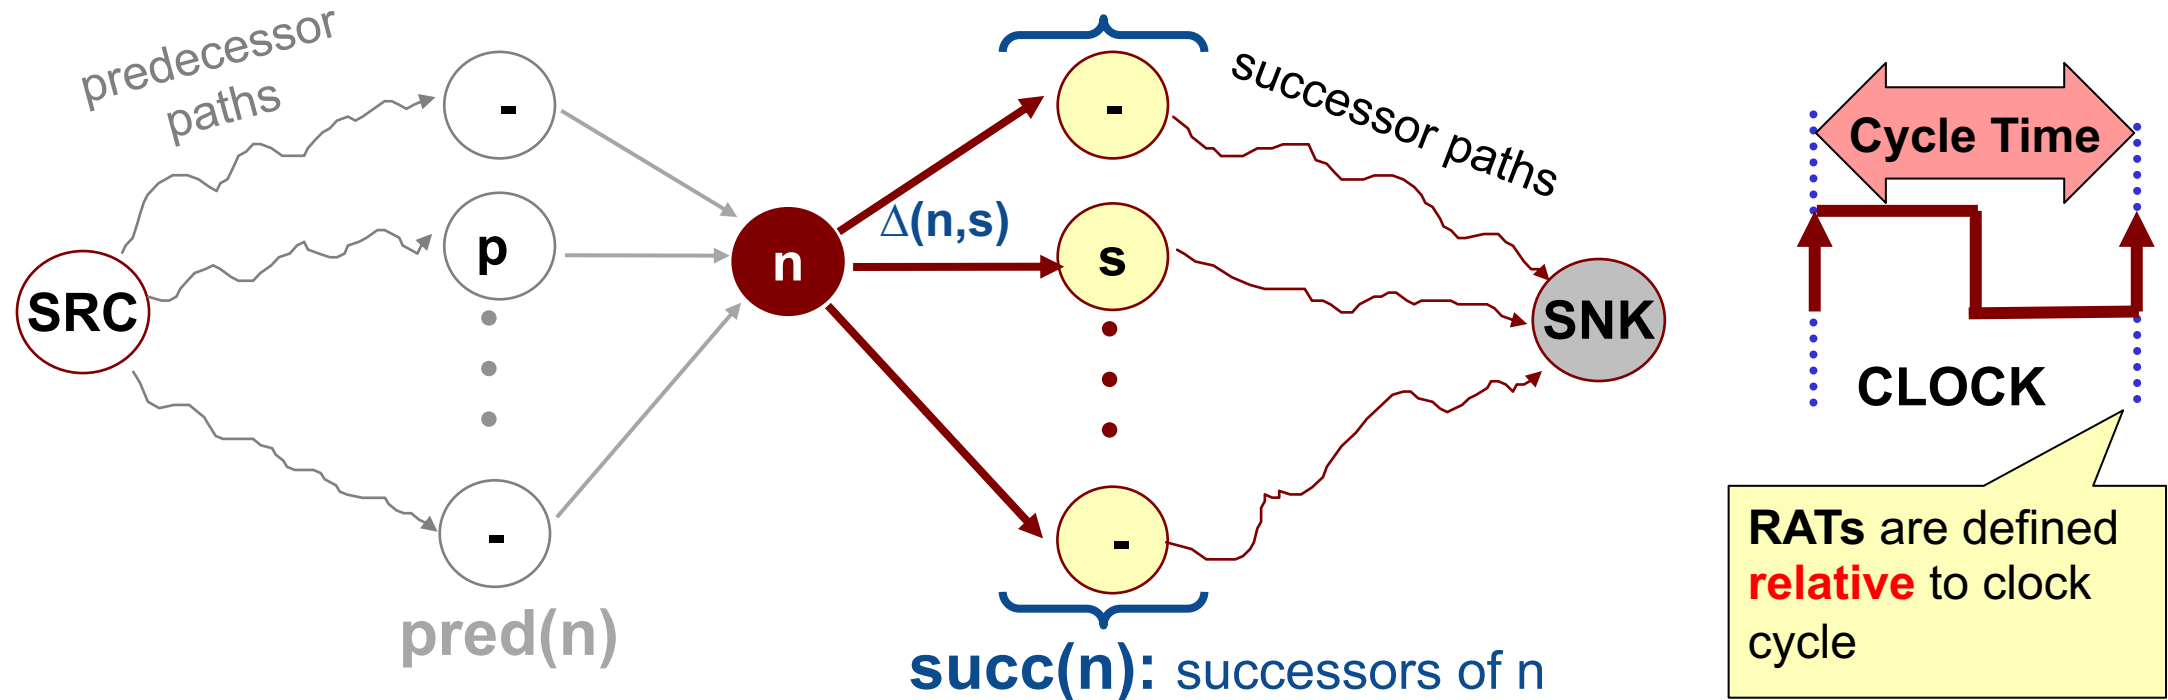 predecessor
paths
-
p
-
SRC
pred(n)
n
Δ(n,s)
-
s
-
successor paths
SNK
succ(n): successors of n
Cycle Time
CLOCK
RATs are defined
relative to clock
cycle